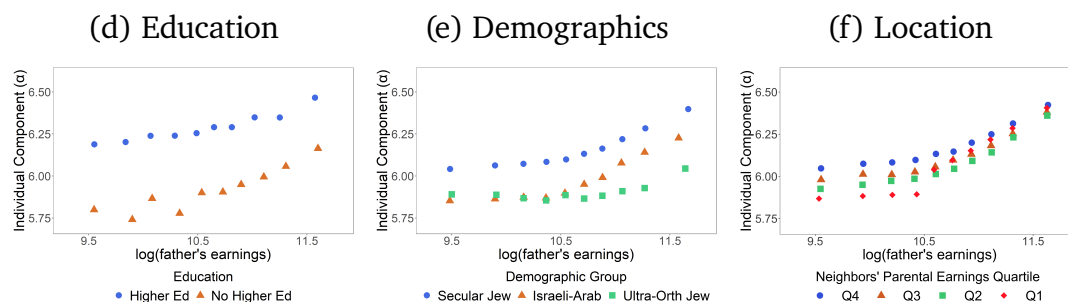 (d) Education
(e) Demographics
(f) Location
Individual Component (α)
6.50
6.25
6.00
5.75
9.5
10.5
11.5
log(father's earnings)
Education
Higher Ed
No Higher Ed
Individual Component (α)
6.50
6.25
6.00
5.75
9.5
10.5
11.5
log(father's earnings)
Demographic Group
Secular Jew
Israeli-Arab
Ultra-Orth Jew
Individual Component (α)
6.50
6.25
6.00
5.75
9.5
10.5
11.5
log(father's earnings)
Neighbors' Parental Earnings Quartile
Q4
Q3
Q2
Q1